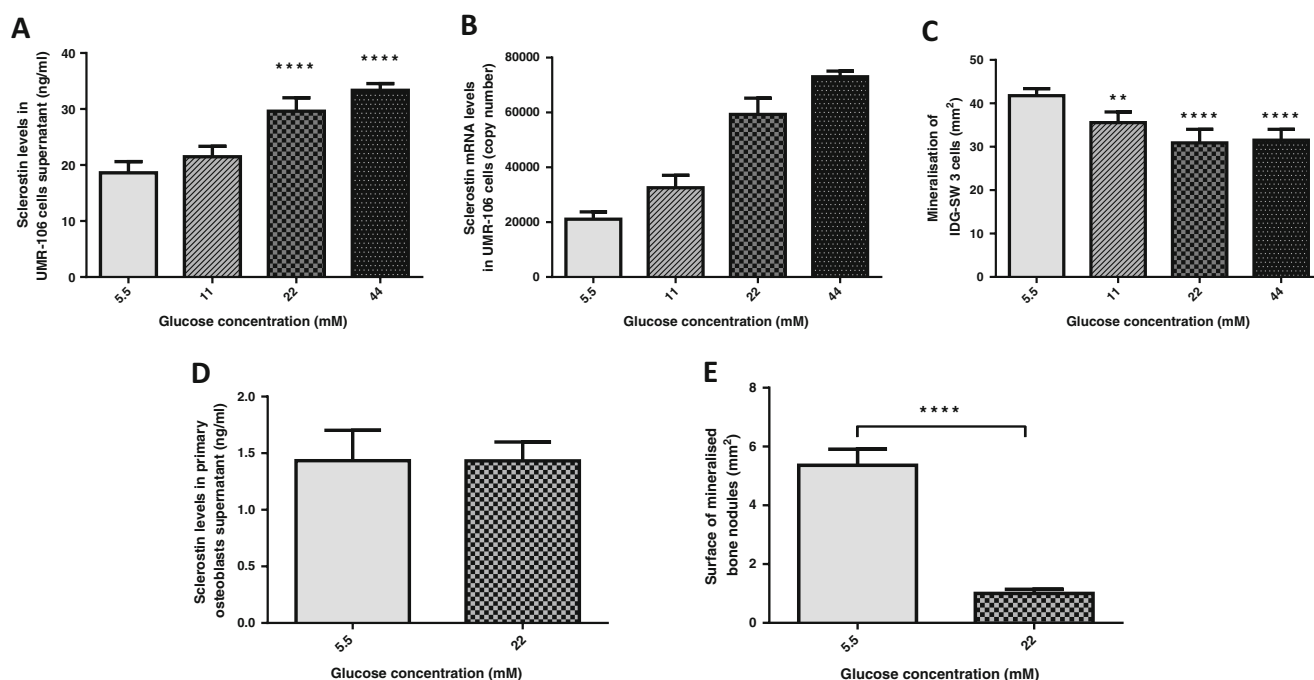 A
Sclerostin levels in
UMR-106 cells supernatant (ng/ml)
40
30
20
10
0
****
****
5.5
11
22
44
Glucose concentration (mM)
B
Sclerostin mRNA levels
in UMR-106 cells (copy number)
80000
60000
40000
20000
0
5.5
11
22
44
Glucose concentration (mM)
C
Mineralisation of
IDG-SW 3 cells (mm²)
50
40
30
20
10
0
**
****
****
5.5
11
22
44
Glucose concentration (mM)
D
Sclerostin levels in primary
osteoblasts supernatant (ng/ml)
2.0
1.5
1.0
0.5
0.0
5.5
22
Glucose concentration (mM)
E
Surface of mineralised
bone nodules (mm²)
8
6
4
2
0
****
5.5
22
Glucose concentration (mM)